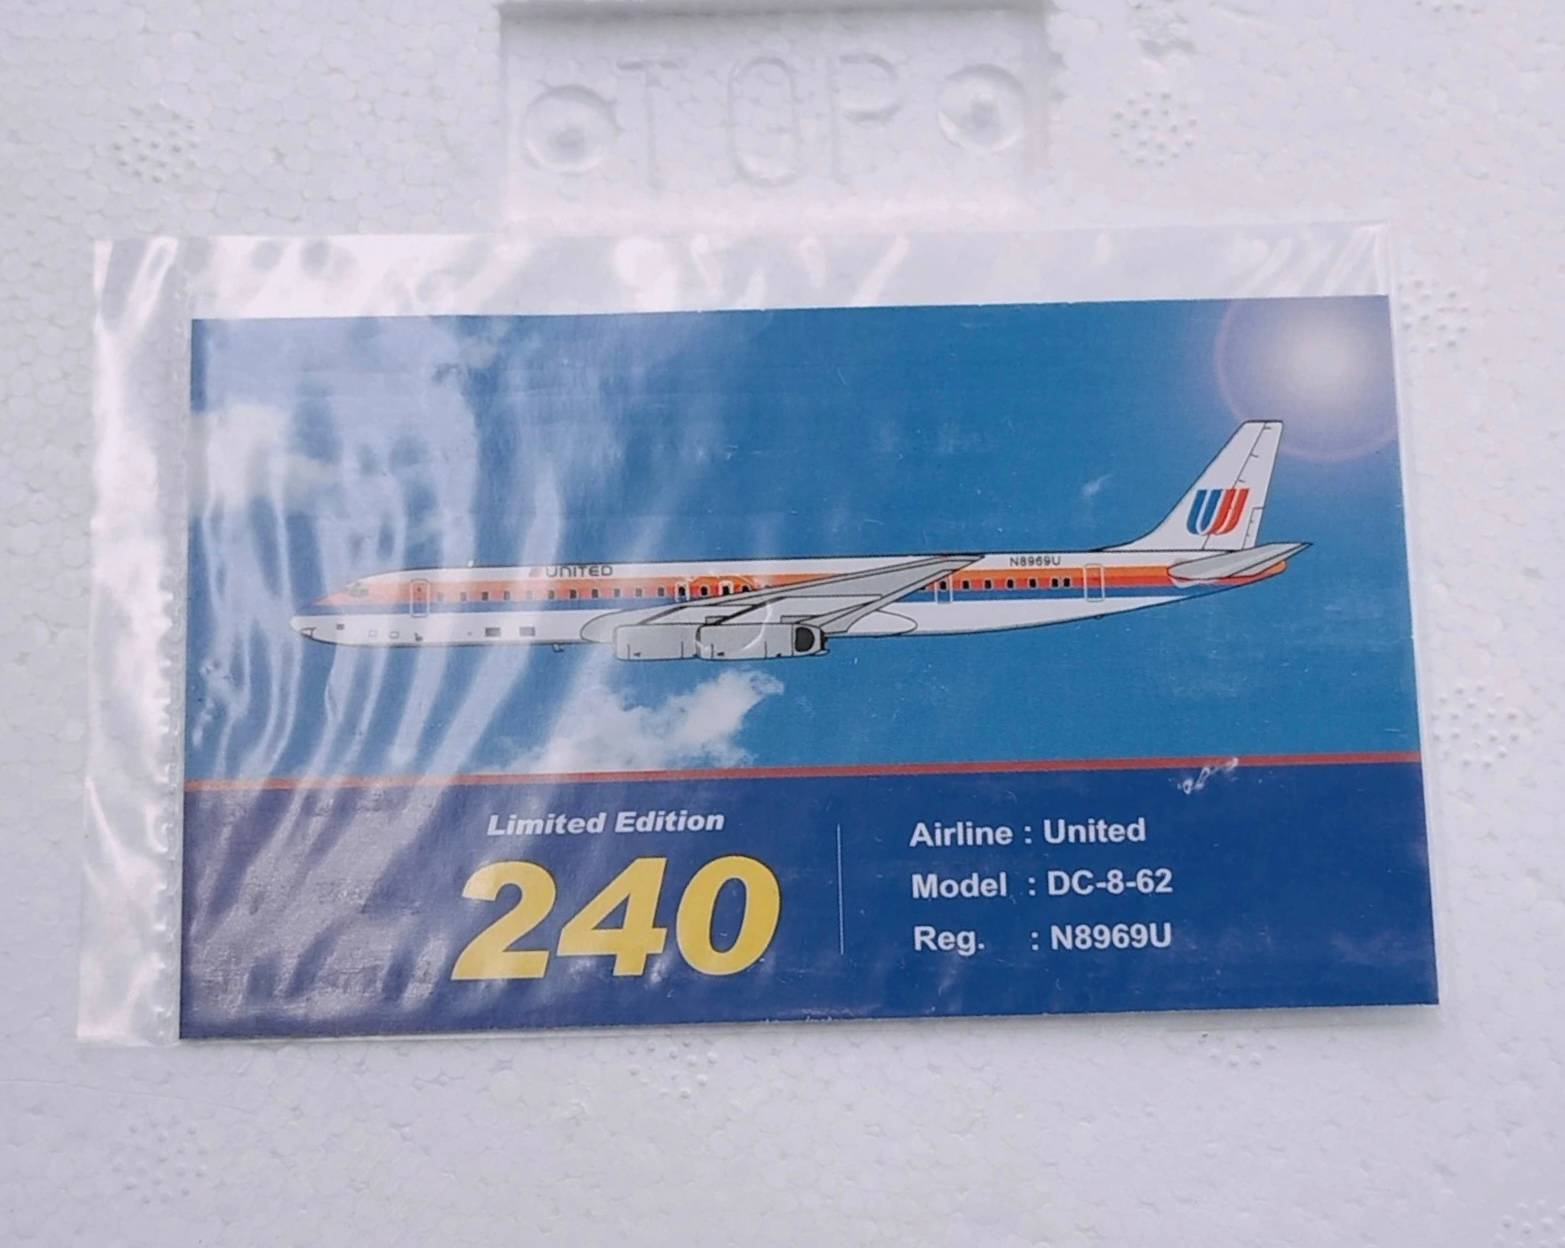 TOP
UNITED
N8969U
Limited Edition
240
Airline : United
Model : DC-8-62
Reg. : N8969U